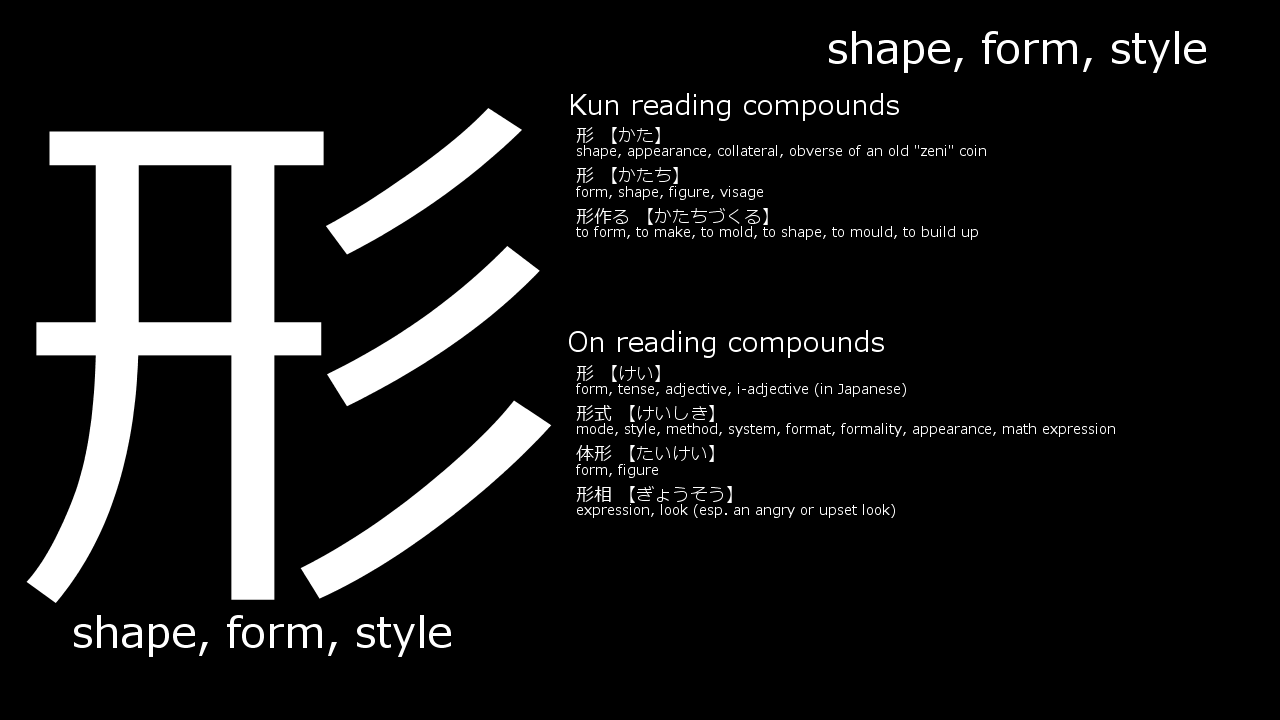 shape, form, style
形
shape, form, style
Kun reading compounds
形 【かた】
shape, appearance, collateral, obverse of an old "zeni" coin
形 【かたち】
form, shape, figure, visage
形作る 【かたちづくる】
to form, to make, to mold, to shape, to mould, to build up
On reading compounds
形 【けい】
form, tense, adjective, i-adjective (in Japanese)
形式 【けいしき】
mode, style, method, system, format, formality, appearance, math expression
体形 【たいけい】
form, figure
形相 【ぎょうそう】
expression, look (esp. an angry or upset look)